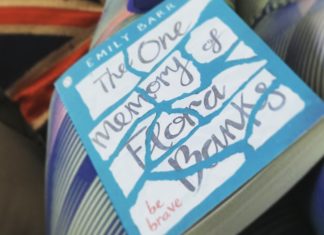 EMILY BARR
The One
memory of
Flora
Banks
be
brave